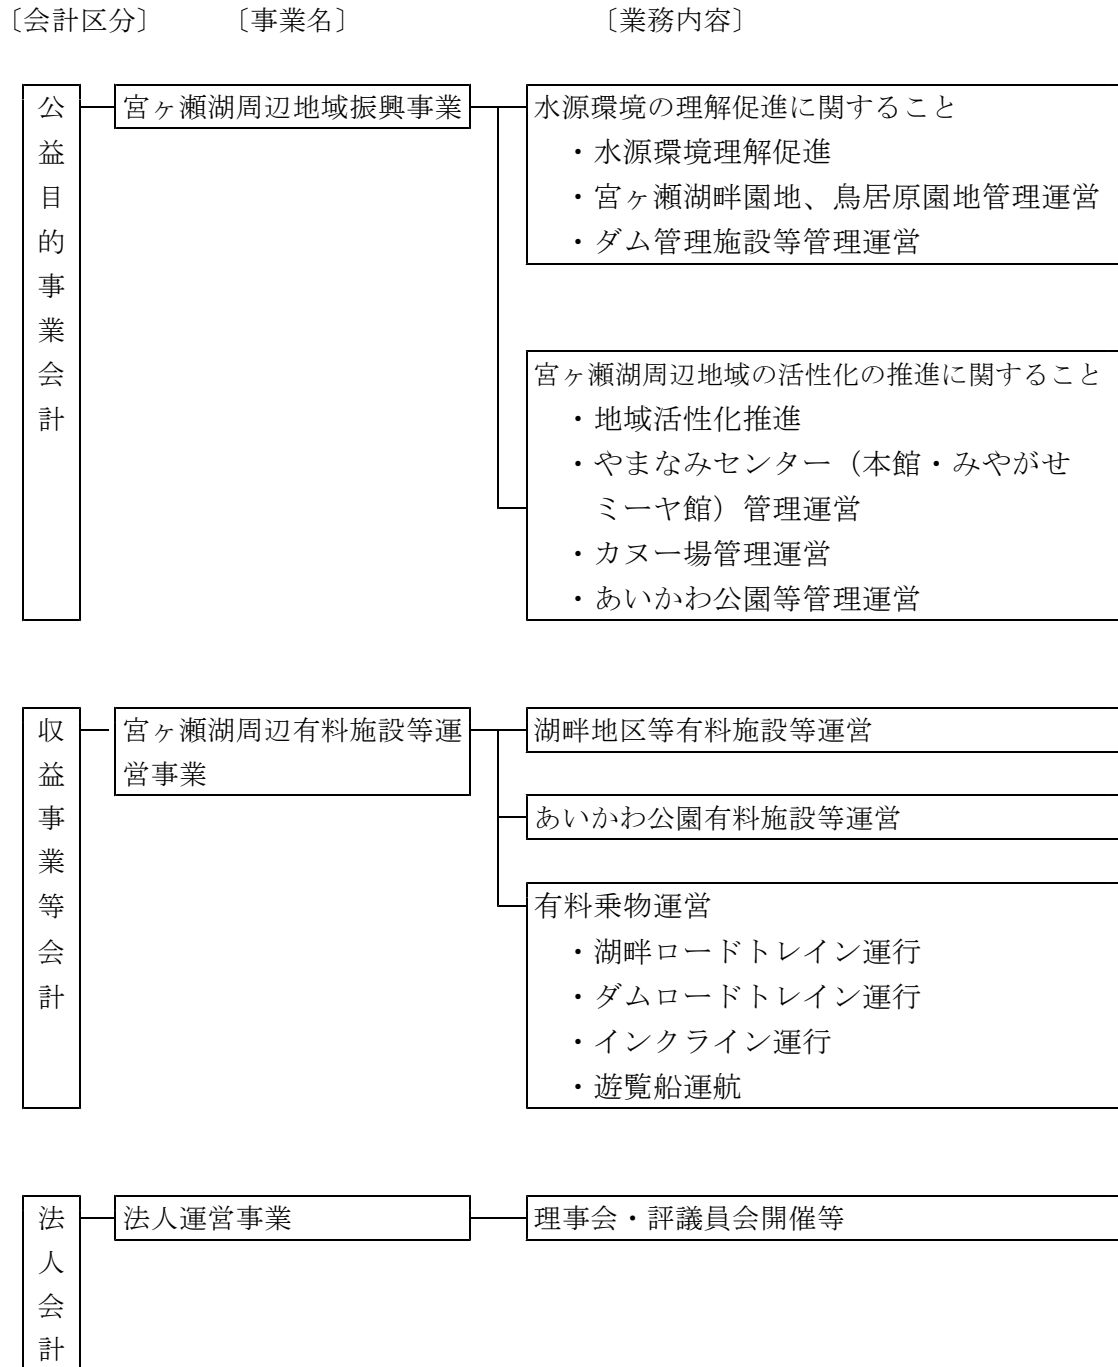 〔会計区分〕　〔事業名〕　〔業務内容〕
公益目的事業会計
宮ヶ瀬湖周辺地域振興事業
水源環境の理解促進に関すること
・水源環境理解促進
・宮ヶ瀬湖畔園地、鳥居原園地管理運営
・ダム管理施設等管理運営
宮ヶ瀬湖周辺地域の活性化の推進に関すること
・地域活性化推進
・やまなみセンター（本館・みやがせ
ミーヤ館）管理運営
・カヌー場管理運営
・あいかわ公園等管理運営
収益事業等会計
宮ヶ瀬湖周辺有料施設等運
営事業
湖畔地区等有料施設等運営
あいかわ公園有料施設等運営
有料乗物運営
・湖畔ロードトレイン運行
・ダムロードトレイン運行
・インクライン運行
・遊覧船運航
法人会計
法人運営事業
理事会・評議員会開催等